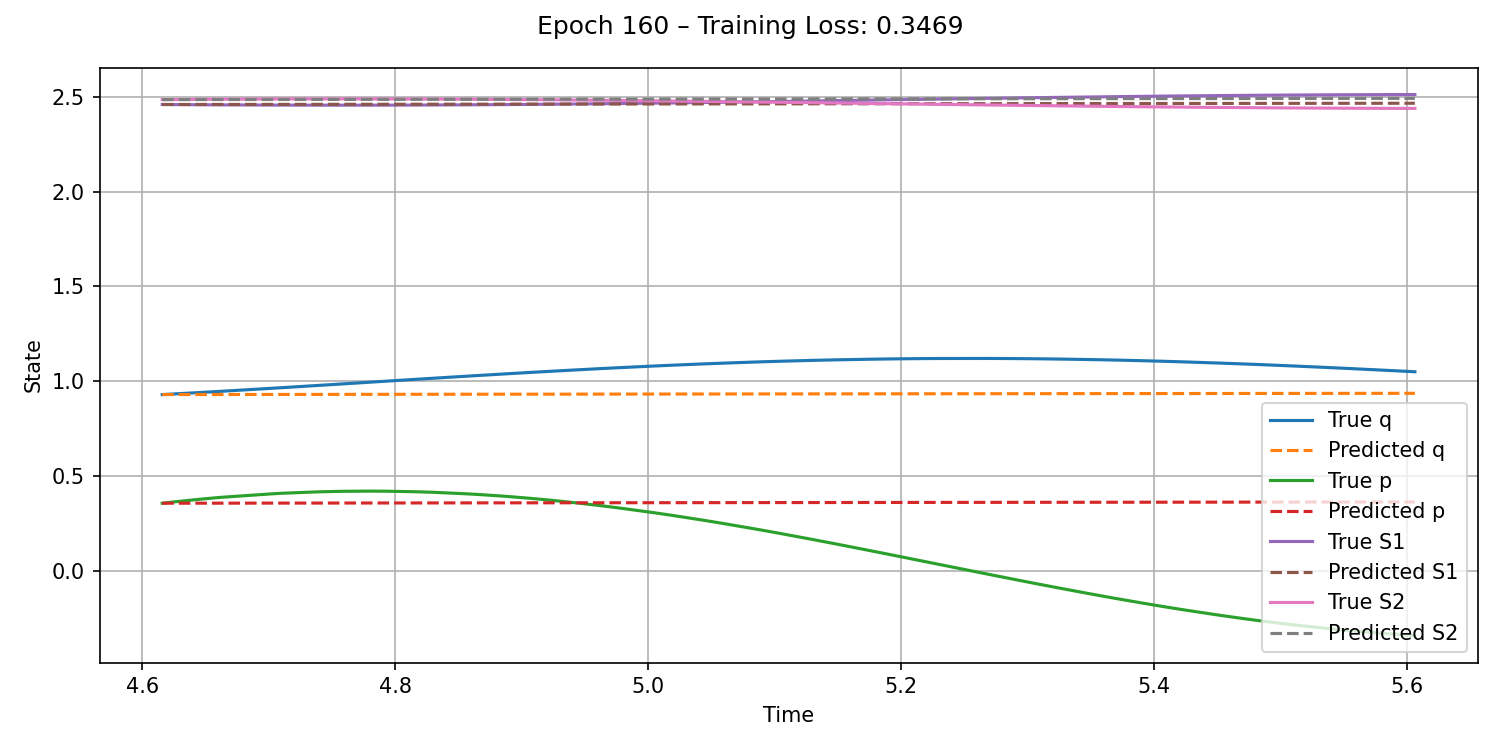 Epoch 160 – Training Loss: 0.3469
2.5
2.0
1.5
1.0
0.5
0.0
State
4.6 4.8 5.0 5.2 5.4 5.6
Time
True q
Predicted q
True p
Predicted p
True S1
Predicted S1
True S2
Predicted S2